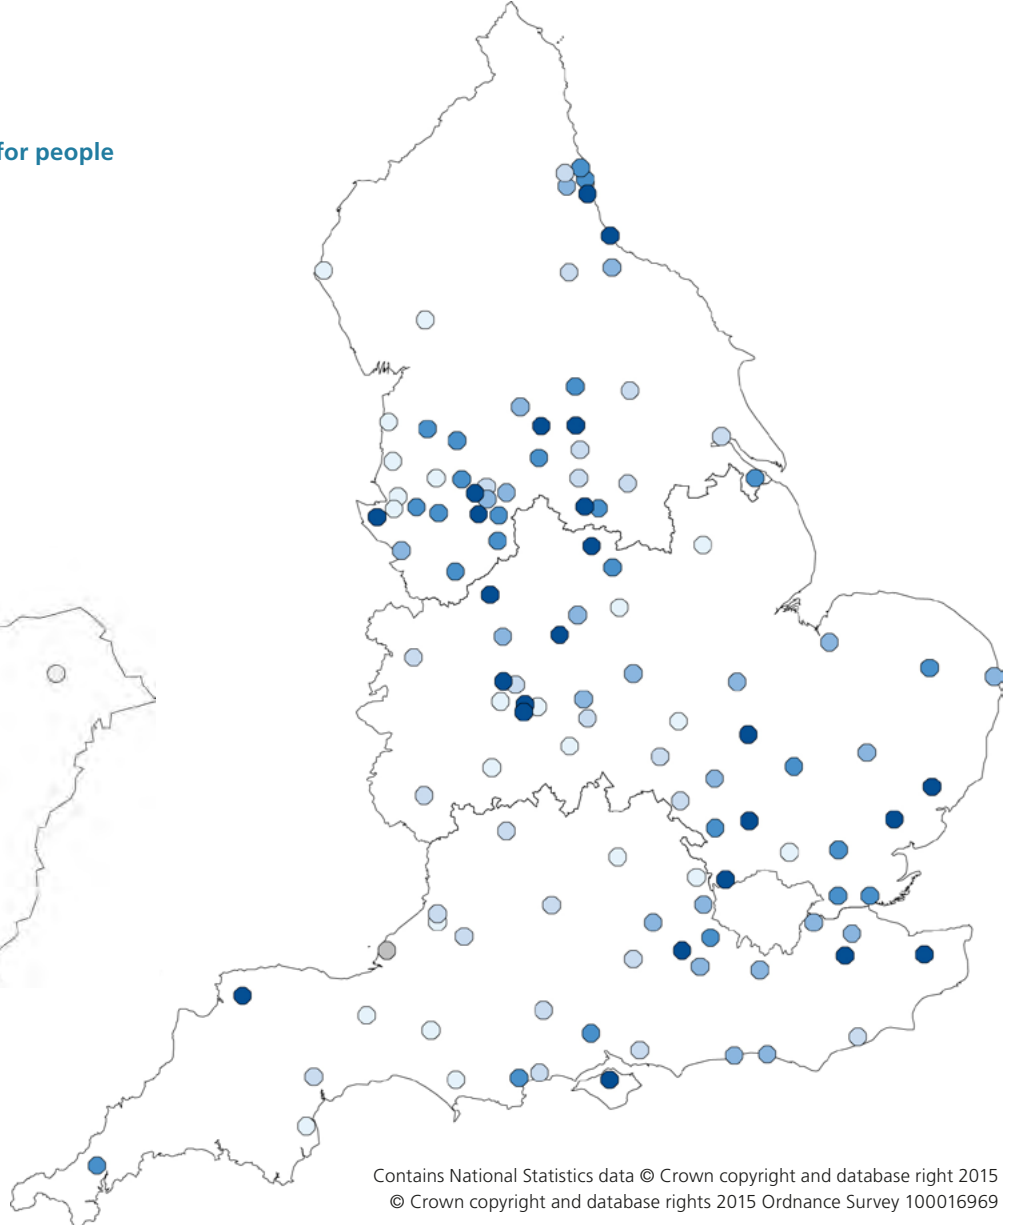 for people
Contains National Statistics data © Crown copyright and database right 2015
© Crown copyright and database rights 2015 Ordnance Survey 100016969